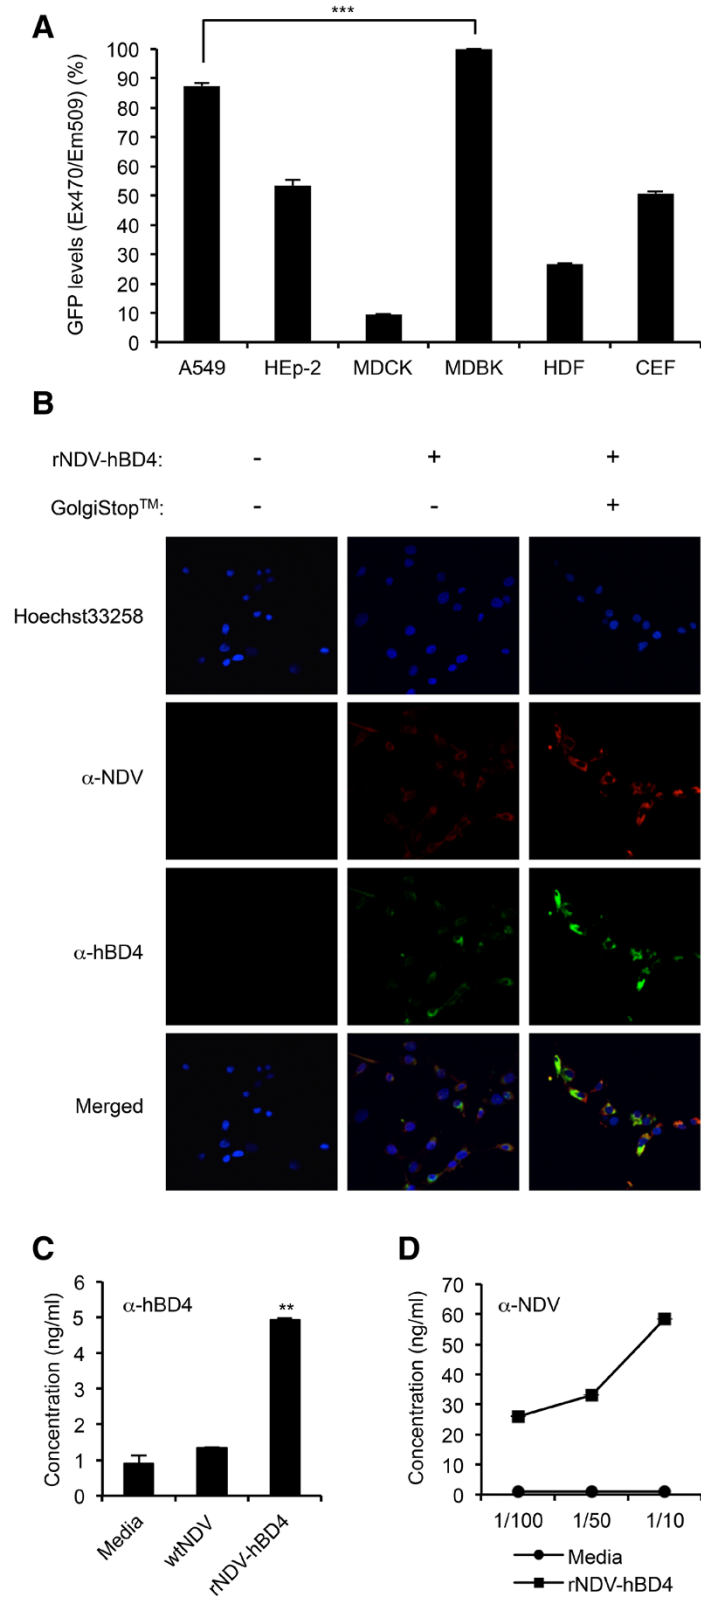 A
***
GFP levels (Ex470/Em509) (%)
100
90
80
70
60
50
40
30
20
10
0
A549 HEp-2 MDCK MDBK HDF CEF
B
rNDV-hBD4: - + +
GolgiStop™: - - +
Hoechst33258
α-NDV
α-hBD4
Merged
C
α-hBD4
**
Concentration (ng/ml)
6
5
4
3
2
1
0
Media wtNDV rNDV-hBD4
D
α-NDV
Concentration (ng/ml)
70
60
50
40
30
20
10
0
1/100 1/50 1/10
Media
rNDV-hBD4